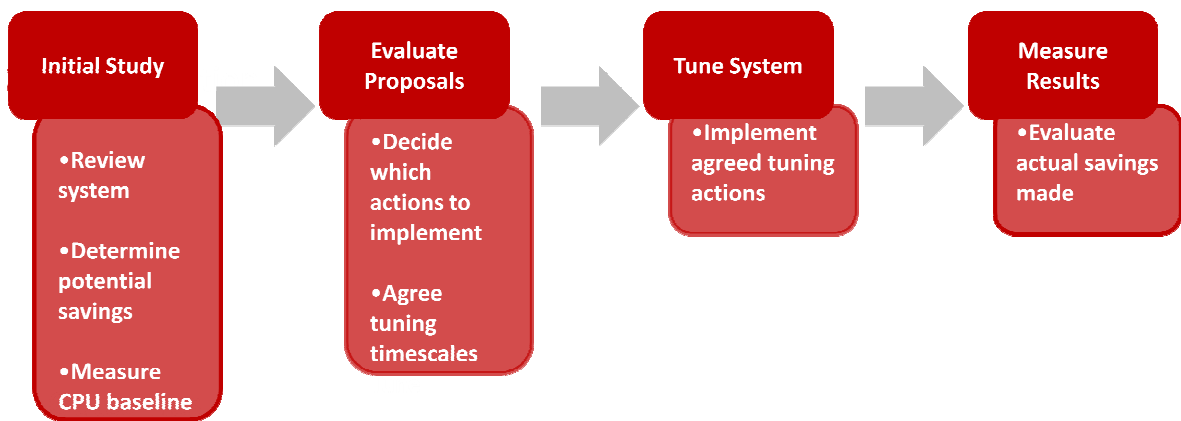 Initial Study
•Review
system
•Determine
potential
savings
•Measure
CPU baseline
Evaluate
Proposals
•Decide
which
actions to
implement
•Agree
tuning
timescales
Tune System
•Implement
agreed tuning
actions
Measure
Results
•Evaluate
actual savings
made